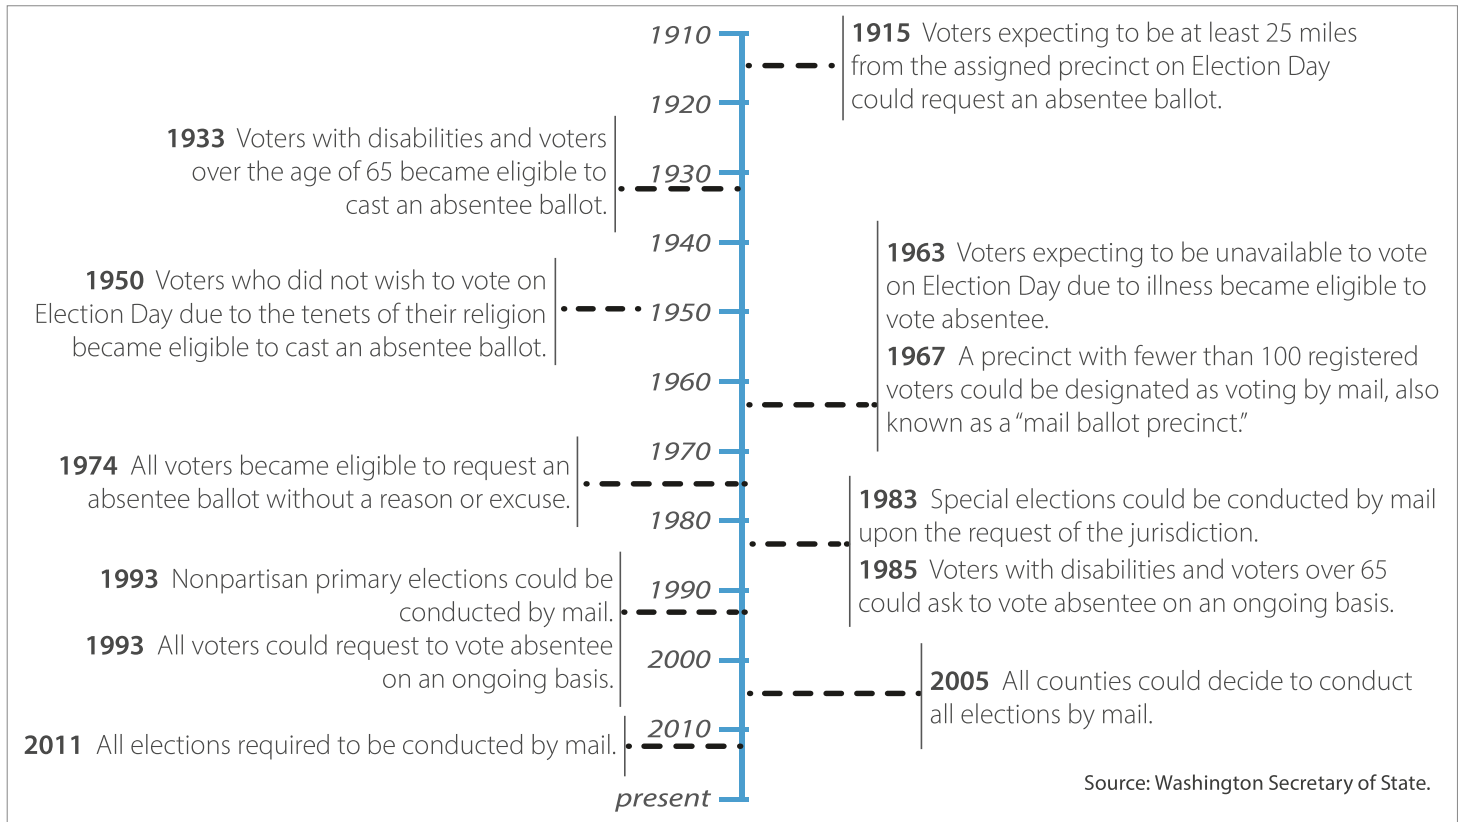 1910
1915 Voters expecting to be at least 25 miles
from the assigned precinct on Election Day
could request an absentee ballot.
1920
1933 Voters with disabilities and voters
over the age of 65 became eligible to
cast an absentee ballot.
1930
1940
1950 Voters who did not wish to vote on
Election Day due to the tenets of their religion
became eligible to cast an absentee ballot.
1950
1963 Voters expecting to be unavailable to vote
on Election Day due to illness became eligible to
vote absentee.
1967 A precinct with fewer than 100 registered
voters could be designated as voting by mail, also
known as a “mail ballot precinct.”
1960
1970
1974 All voters became eligible to request an
absentee ballot without a reason or excuse.
1980
1983 Special elections could be conducted by mail
upon the request of the jurisdiction.
1985 Voters with disabilities and voters over 65
could ask to vote absentee on an ongoing basis.
1990
1993 Nonpartisan primary elections could be
conducted by mail.
1993 All voters could request to vote absentee
on an ongoing basis.
2000
2005 All counties could decide to conduct
all elections by mail.
2010
2011 All elections required to be conducted by mail.
present
Source: Washington Secretary of State.